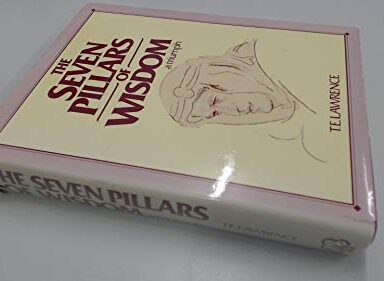 THE
SEVEN
PILLARS
OF
WISDOM
a triumph
T.E. LAWRENCE
THE SEVEN PILLARS
OF WISDOM
T.E. LAWRENCE